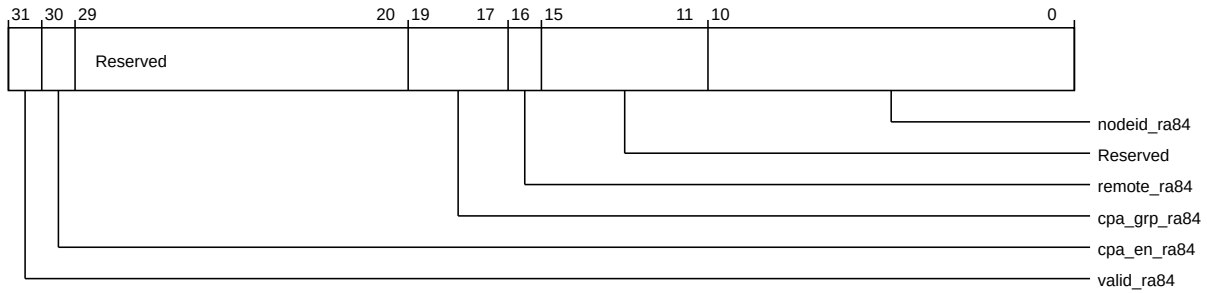 31 30 29 20 19 17 16 15 11 10 0
Reserved
nodeid_ra84
Reserved
remote_ra84
cpa_grp_ra84
cpa_en_ra84
valid_ra84